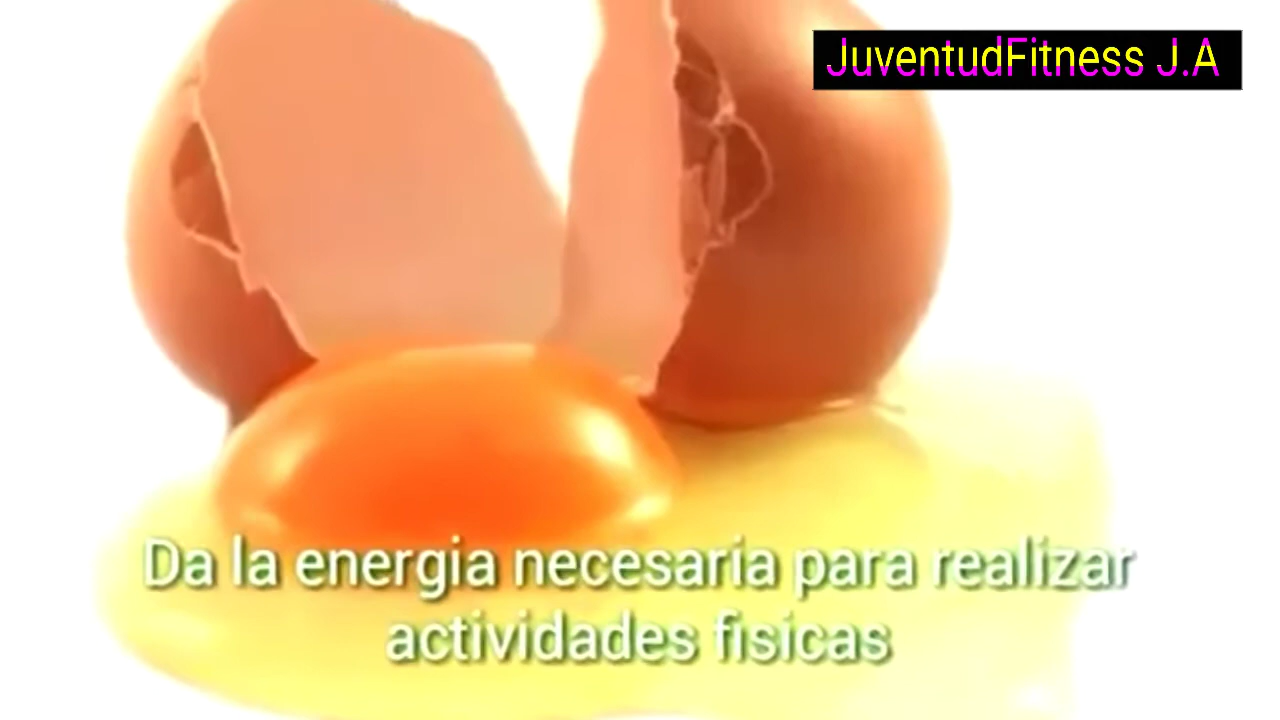 JuventudFitness J.A
Da la energia necesaria para realizar
actividades fisicas